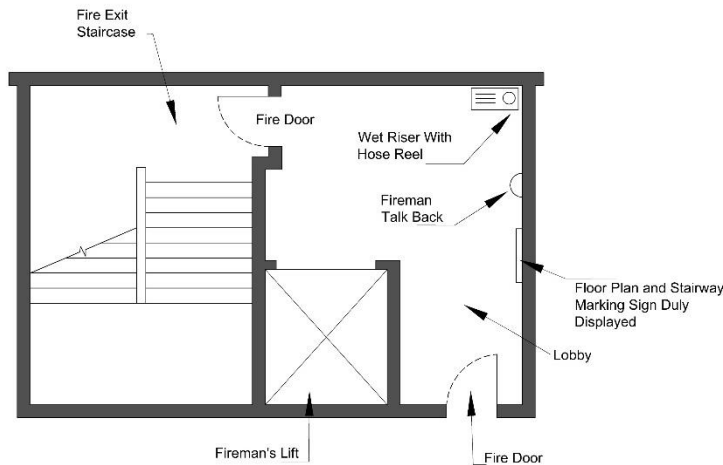 Fire Exit
Staircase
Fire Door
Wet Riser With
Hose Reel
Fireman
Talk Back
Floor Plan and Stairway
Marking Sign Duly
Displayed
Lobby
Fireman's Lift
Fire Door